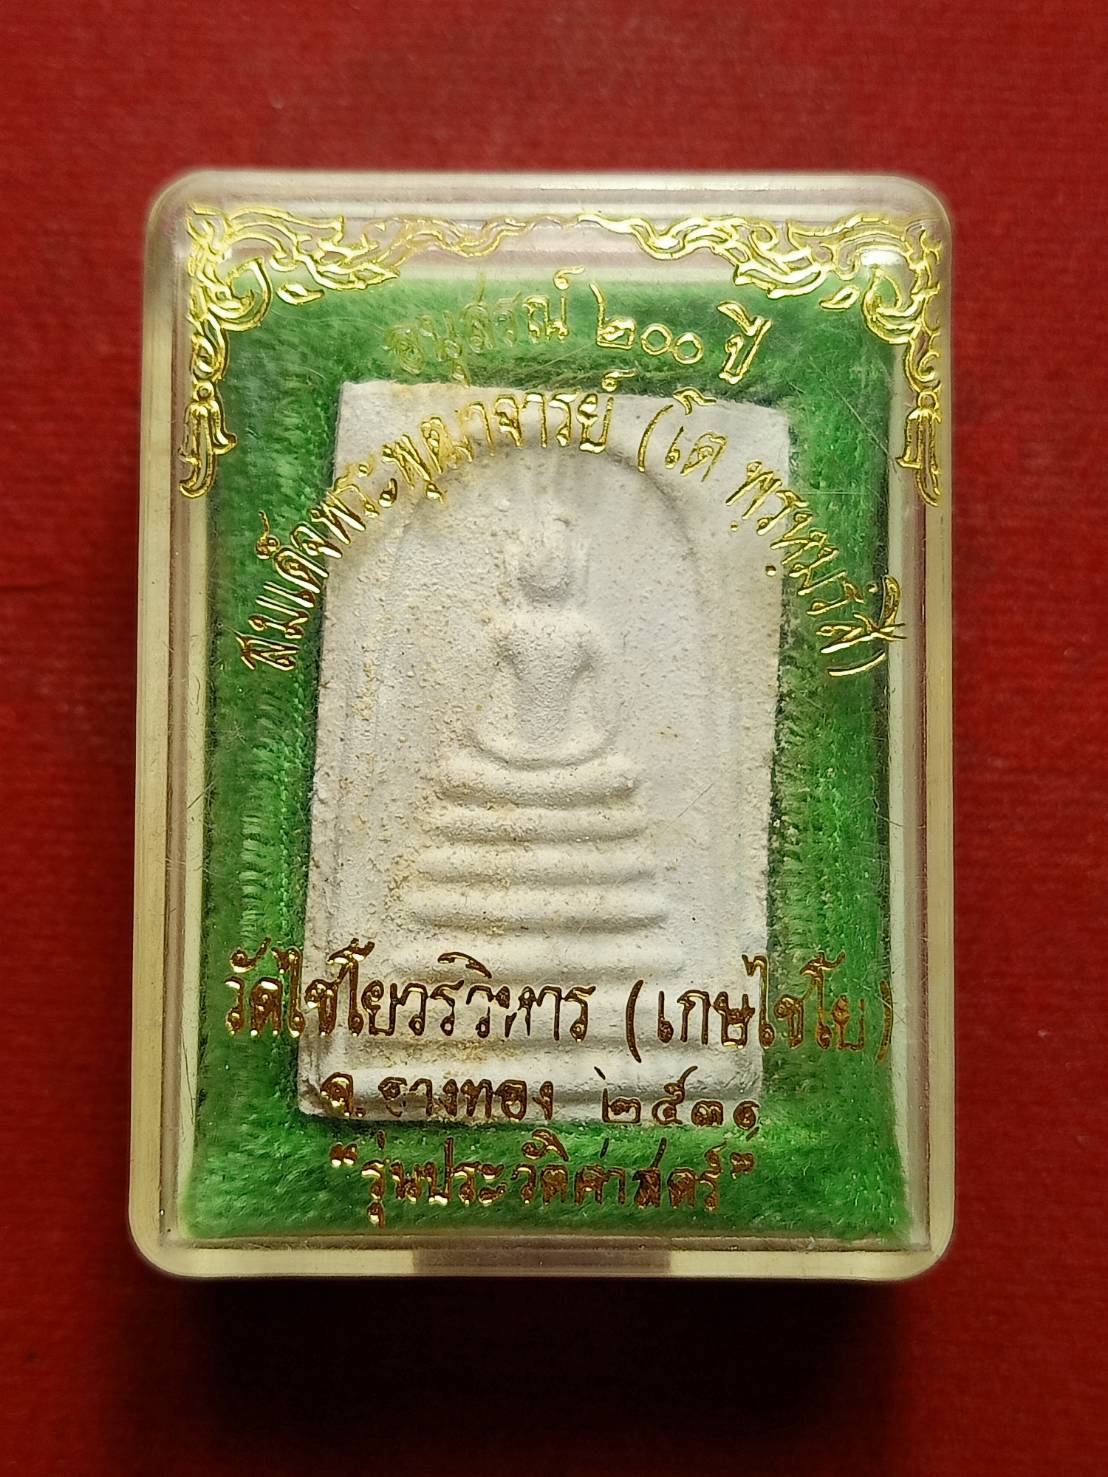 อนุสรณ์ ๒๐๐ ปี
สมเด็จพระพุฒาจารย์ (โต พฺรหฺมรํสี)
วัดไชโยวรวิหาร (เกษไชโย)
จ. อ่างทอง ๒๕๓๑
"รุ่นประวัติศาสตร์"